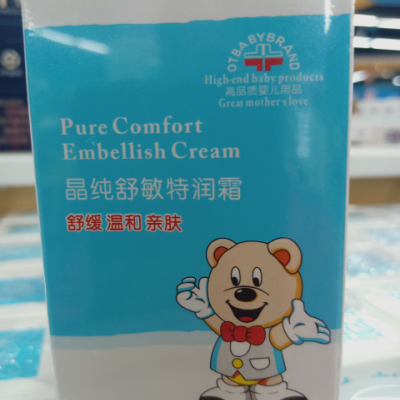 OTBABYBRAND
High-end baby products
高品质婴儿用品
Great mother's love
Pure Comfort
Embellish Cream
晶纯舒敏特润霜
舒缓 温和 亲肤